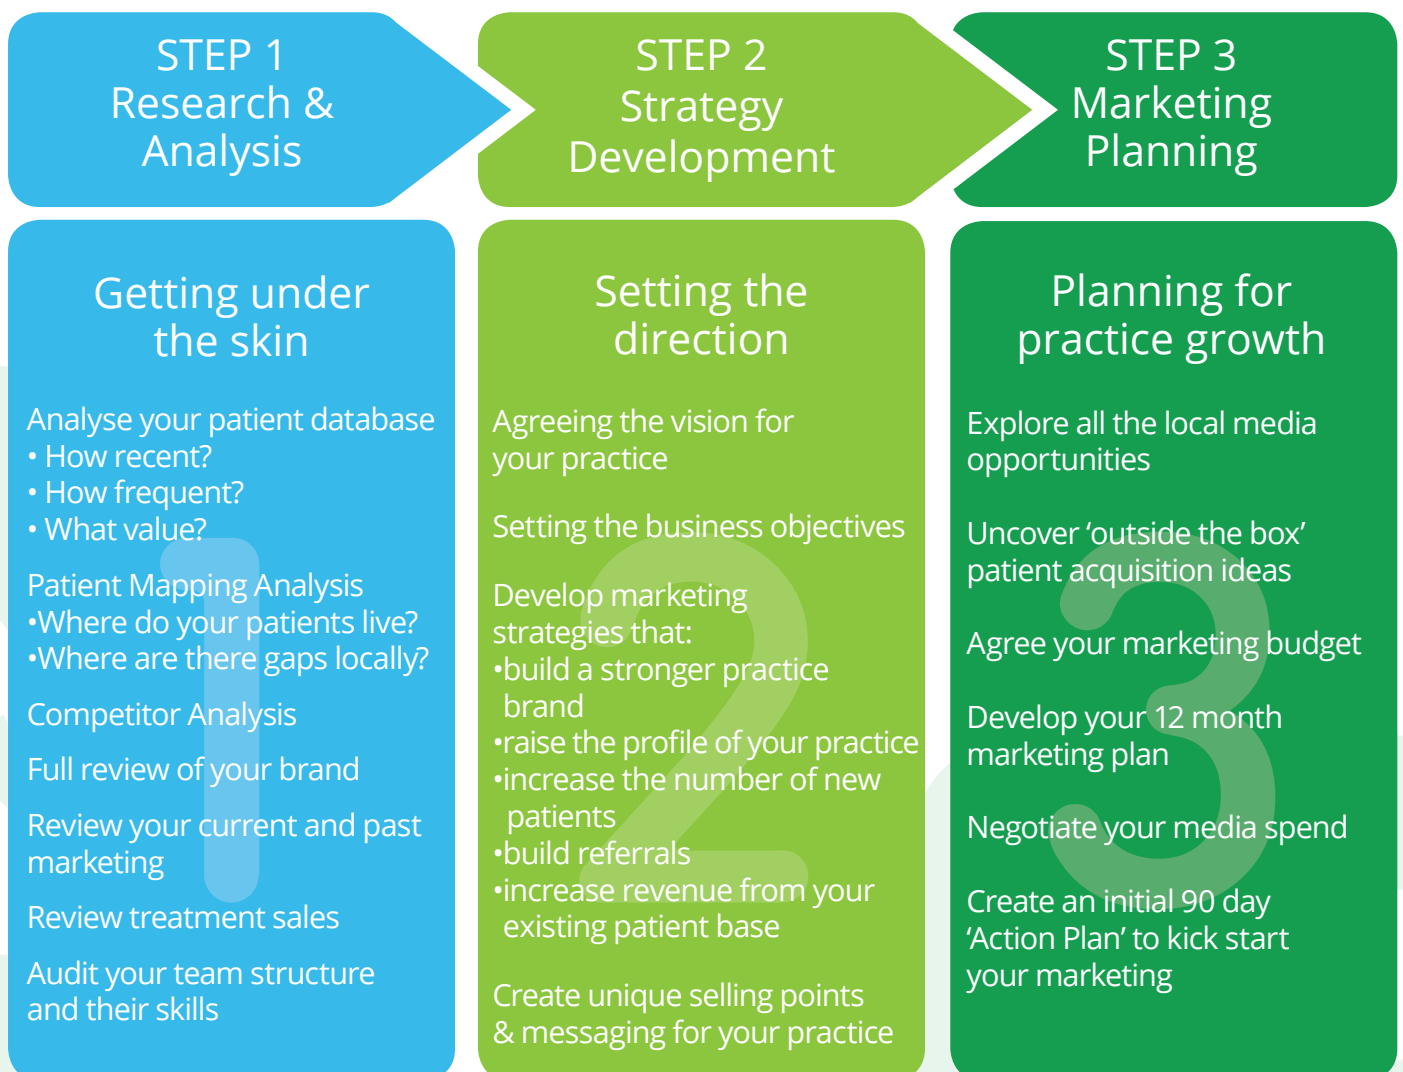 STEP 1
Research &
Analysis
Getting under
the skin
Analyse your patient database
• How recent?
• How frequent?
• What value?
Patient Mapping Analysis
•Where do your patients live?
•Where are there gaps locally?
Competitor Analysis
Full review of your brand
Review your current and past
marketing
Review treatment sales
Audit your team structure
and their skills
1
STEP 2
Strategy
Development
Setting the
direction
Agreeing the vision for
your practice
Setting the business objectives
Develop marketing
strategies that:
•build a stronger practice
brand
•raise the profile of your practice
•increase the number of new
patients
•build referrals
•increase revenue from your
existing patient base
Create unique selling points
& messaging for your practice
2
STEP 3
Marketing
Planning
Planning for
practice growth
Explore all the local media
opportunities
Uncover ‘outside the box’
patient acquisition ideas
Agree your marketing budget
Develop your 12 month
marketing plan
Negotiate your media spend
Create an initial 90 day
‘Action Plan’ to kick start
your marketing
3